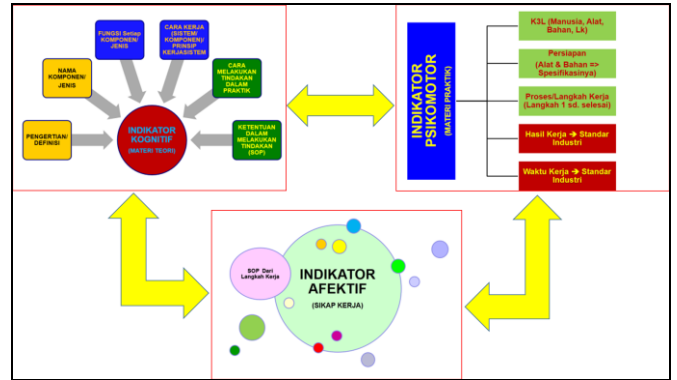 FUNGSI Setiap
KOMPONEN/
JENIS
CARA KERJA
(SISTEM/
KOMPONEN)/
PRINSIP
KERJASISTEM
NAMA
KOMPONEN/
JENIS
CARA
MELAKUKAN
TINDAKAN
DALAM
PRAKTIK
PENGERTIAN/
DEFINISI
INDIKATOR
KOGNITIF
(MATERI TEORI)
KETENTUAN
DALAM
MELAKUKAN
TINDAKAN
(SOP)
INDIKATOR
PSIKOMOTOR
(MATERI PRAKTIK)
K3L (Manusia, Alat,
Bahan, Lk)
Persiapan
(Alat & Bahan =>
Spesifikasinya)
Proses/Langkah Kerja
(Langkah 1 sd. selesai)
Hasil Kerja → Standar
Industri
Waktu Kerja → Standar
Industri
SOP Dari
Langkah Kerja
INDIKATOR
AFEKTIF
(SIKAP KERJA)